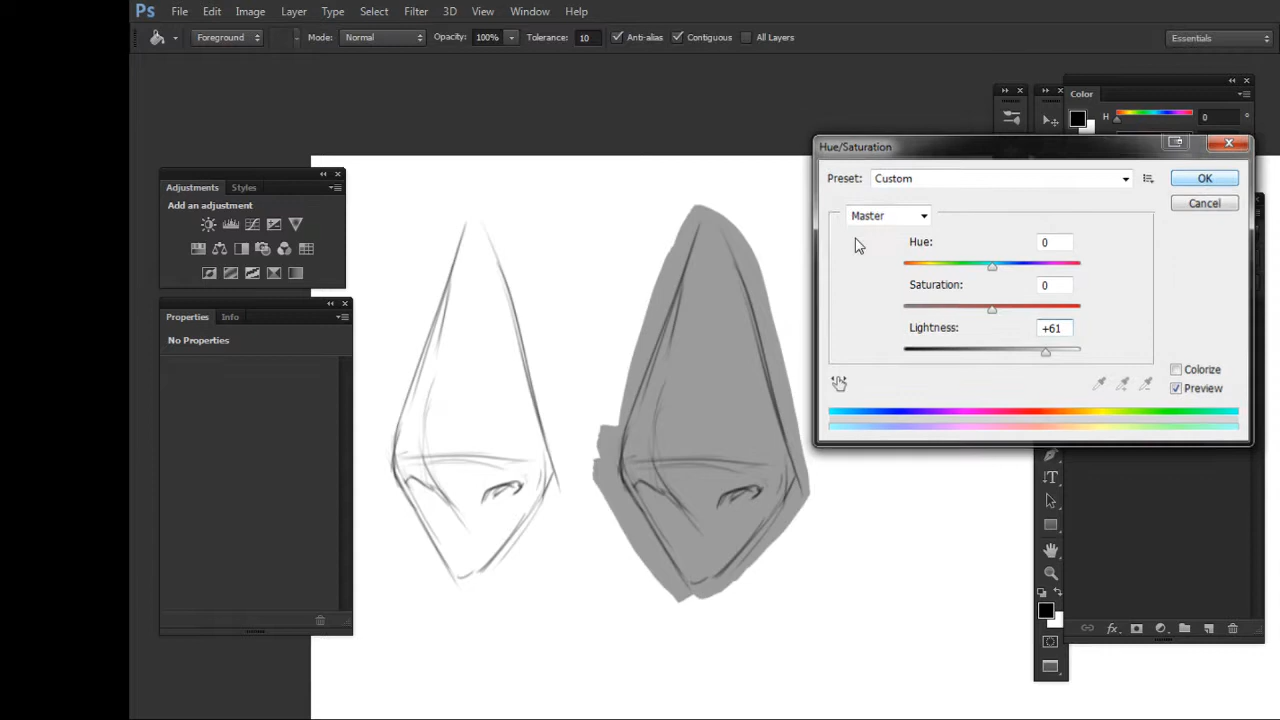 Ps File Edit Image Layer Type Select Filter 3D View Window Help
Foreground Mode: Normal Opacity: 100% Tolerance: 10 Anti-alias Contiguous All Layers Essentials
Color
H 0 °
Hue/Saturation
Preset: Custom OK
Cancel
Master
Hue: 0
Saturation: 0
Lightness: +61
Colorize
Preview
Adjustments Styles
Add an adjustment
Properties Info
No Properties
T
fx